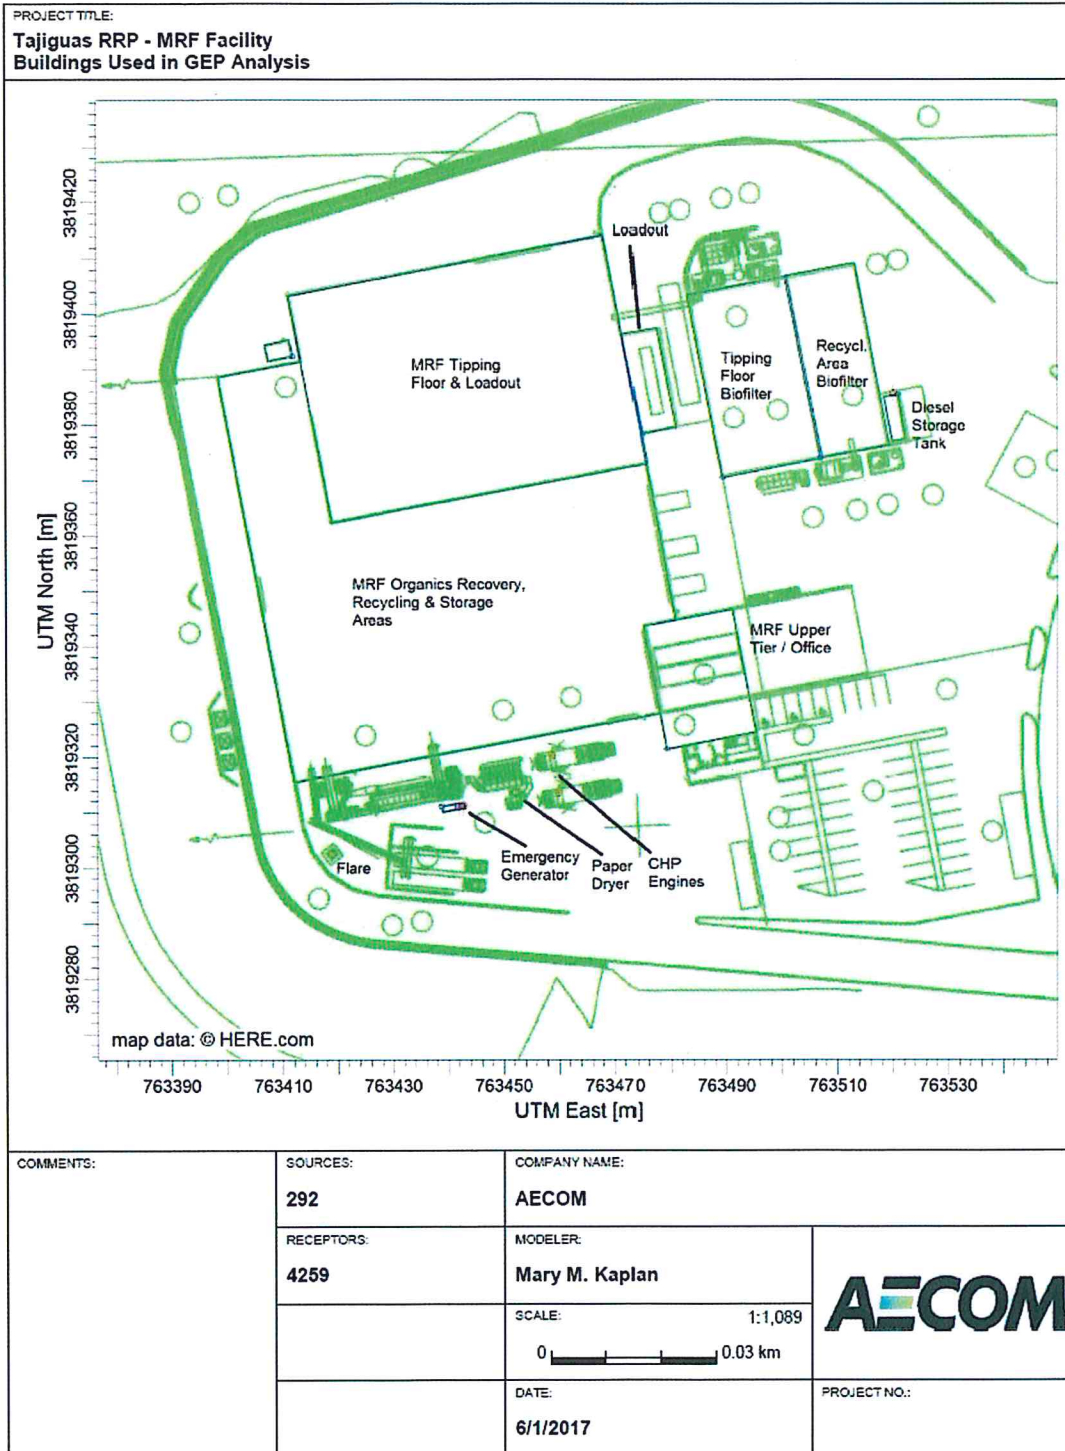 PROJECT TITLE:
Tajiguas RRP - MRF Facility
Buildings Used in GEP Analysis
UTM North [m]
3819420
3819400
3819380
3819360
3819340
3819320
3819300
3819280
Loadout
MRF Tipping
Floor & Loadout
Tipping
Floor
Biofilter
Recycl.
Area
Biofilter
Diesel
Storage
Tank
MRF Organics Recovery,
Recycling & Storage
Areas
MRF Upper
Tier / Office
Flare
Emergency
Generator
Paper
Dryer
CHP
Engines
map data: © HERE.com
763390
763410
763430
763450
763470
763490
763510
763530
UTM East [m]
COMMENTS:
SOURCES:
292
COMPANY NAME:
AECOM
RECEPTORS:
4259
MODELER:
Mary M. Kaplan
SCALE:
1:1,089
0
0.03 km
AECOM
DATE:
6/1/2017
PROJECT NO.: